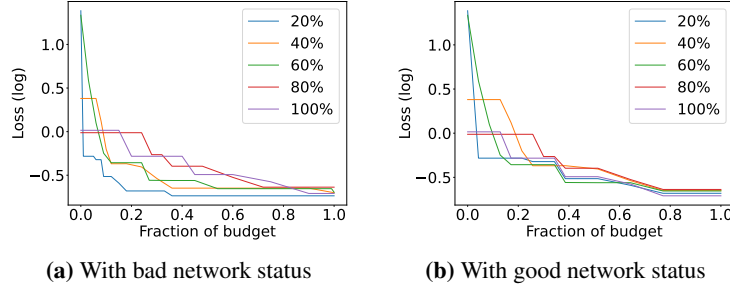 1.0
0.5
0.0
−0.5
Loss (log)
0.0 0.2 0.4 0.6 0.8 1.0
Fraction of budget
20%
40%
60%
80%
100%
(a) With bad network status
1.0
0.5
0.0
−0.5
Loss (log)
0.0 0.2 0.4 0.6 0.8 1.0
Fraction of budget
20%
40%
60%
80%
100%
(b) With good network status